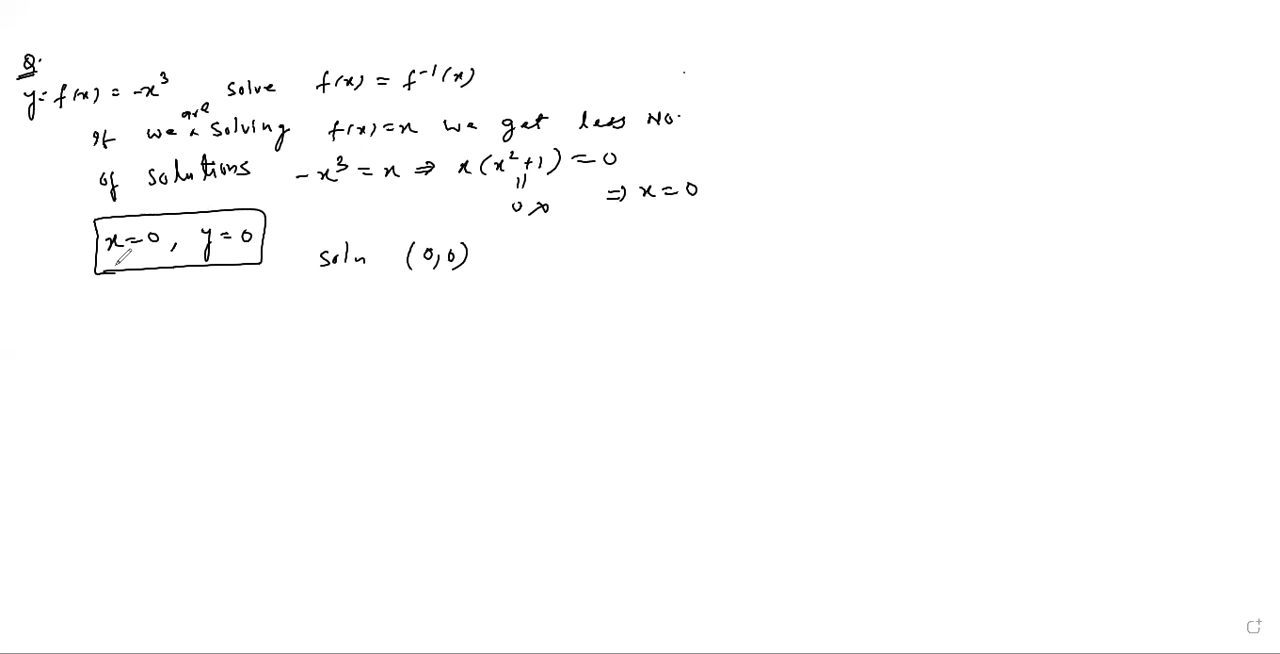 Q.
y = f(x) = -x³ solve f(x) = f⁻¹(x)
If we are solving f(x) = x we get less No.
of solutions -x³ = x ⇒ x(x² + 1) = 0
⇒ x = 0
x = 0, y = 0 soln (0,0)